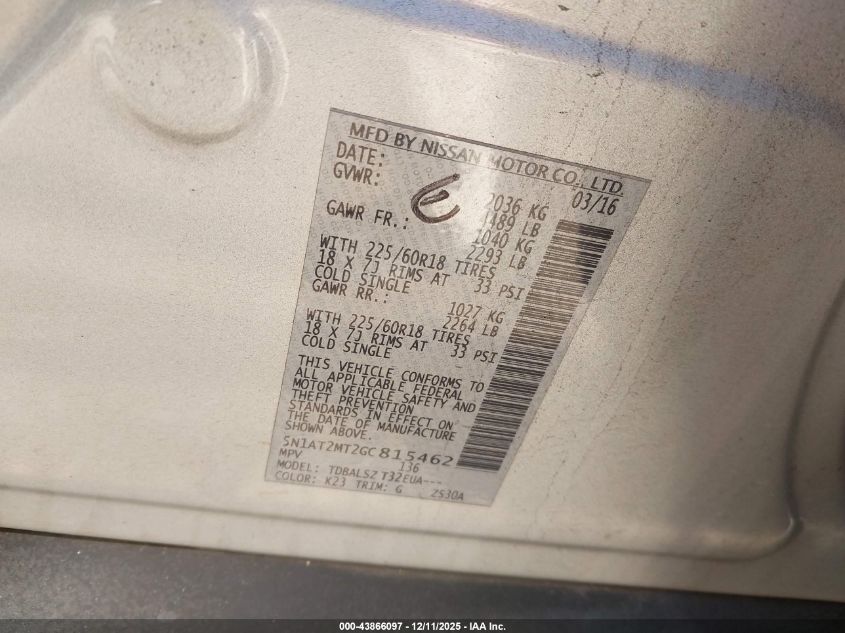 MFD BY NISSAN MOTOR CO., LTD.
DATE: 03/16
GVWR: 2036 KG
4489 LB
GAWR FR.: 1040 KG
2293 LB
WITH 225/60R18 TIRES
18 X 7J RIMS AT 33 PSI
COLD SINGLE
GAWR RR.: 1027 KG
2264 LB
WITH 225/60R18 TIRES
18 X 7J RIMS AT 33 PSI
COLD SINGLE
THIS VEHICLE CONFORMS TO
ALL APPLICABLE FEDERAL
MOTOR VEHICLE SAFETY AND
THEFT PREVENTION
STANDARDS IN EFFECT ON
THE DATE OF MANUFACTURE
SHOWN ABOVE.
5N1AT2MT2GC815462
MPV 136
MODEL: TDBALSZ T32EUA---
COLOR: K23 TRIM: G ZS30A
000-43866097 - 12/11/2025 - IAA Inc.